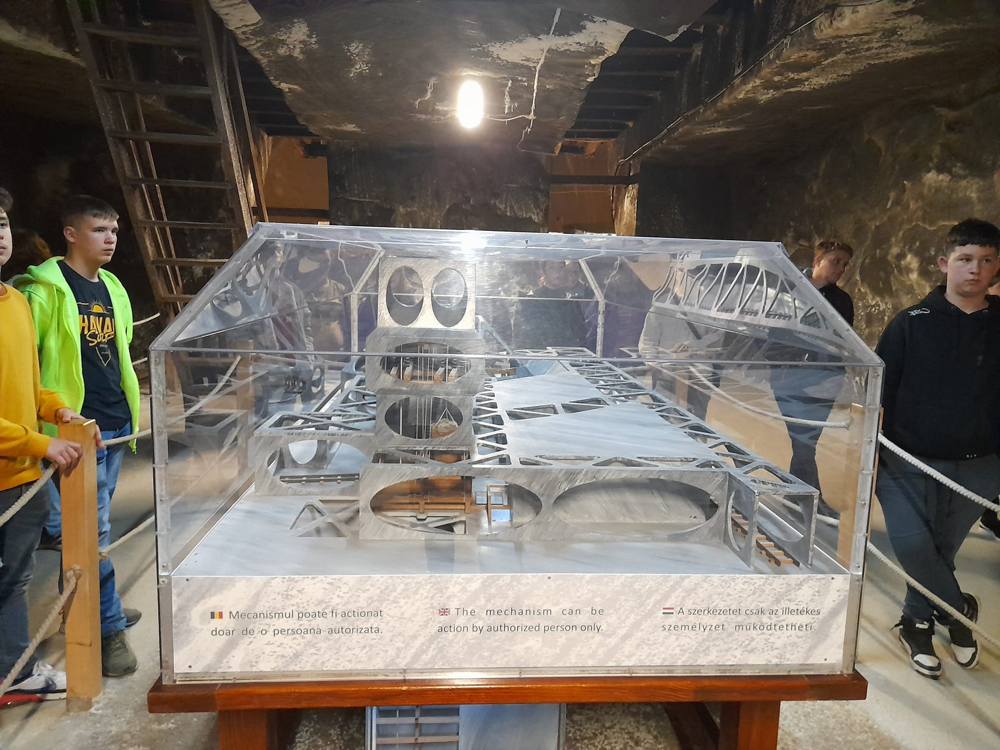 HAVAI
Mecanismul poate fi actionat
doar de o persoana autorizata.
The mechanism can be
action by authorized person only.
A szerkezetet csak az illetékes
személyzet működtetheti.